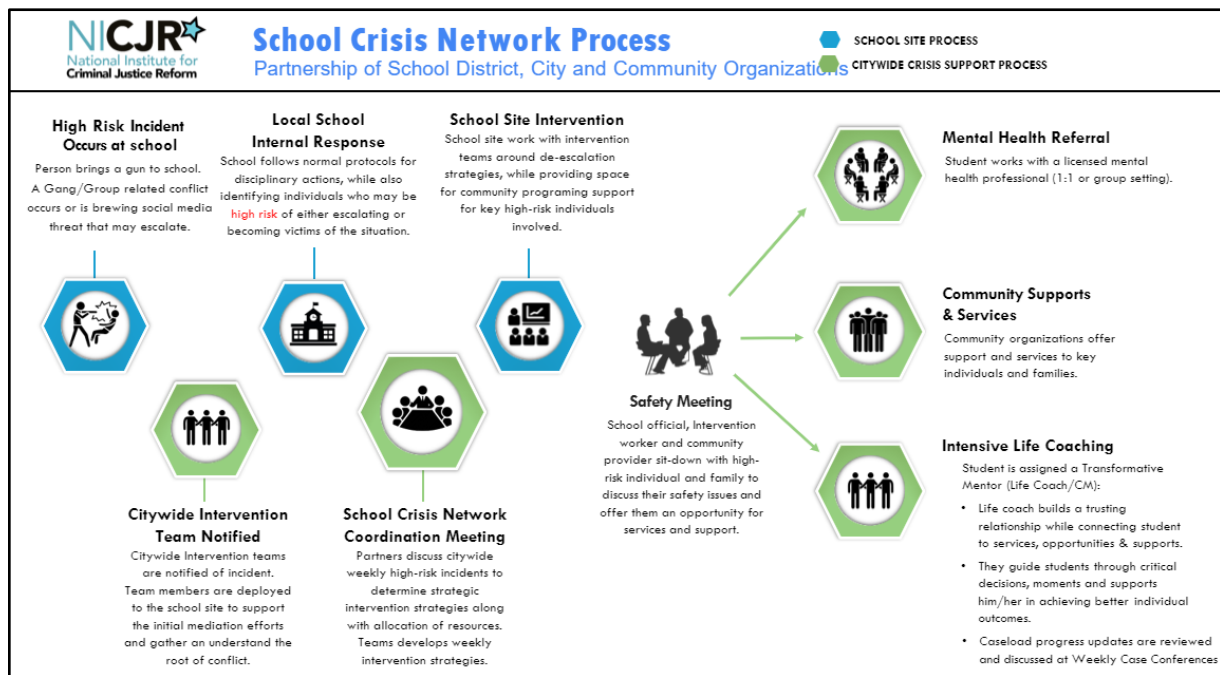 NICJR
National Institute for
Criminal Justice Reform
School Crisis Network Process
Partnership of School District, City and Community Organizations
SCHOOL SITE PROCESS
CITYWIDE CRISIS SUPPORT PROCESS
High Risk Incident
Occurs at school
Person brings a gun to school.
A Gang/Group related conflict
occurs or is brewing social media
threat that may escalate.
Local School
Internal Response
School follows normal protocols for
disciplinary actions, while also
identifying individuals who may be
high risk of either escalating or
becoming victims of the situation.
School Site Intervention
School site work with intervention
teams around de-escalation
strategies, while providing space
for community programing support
for key high-risk individuals
involved.
Citywide Intervention
Team Notified
Citywide Intervention teams
are notified of incident.
Team members are deployed
to the school site to support
the initial mediation efforts
and gather an understand the
root of conflict.
School Crisis Network
Coordination Meeting
Partners discuss citywide
weekly high-risk incidents to
determine strategic
intervention strategies along
with allocation of resources.
Teams develops weekly
intervention strategies.
Safety Meeting
School official, Intervention
worker and community
provider sit-down with high-
risk individual and family to
discuss their safety issues and
offer them an opportunity for
services and support.
Mental Health Referral
Student works with a licensed mental
health professional (1:1 or group setting).
Community Supports
& Services
Community organizations offer
support and services to key
individuals and families.
Intensive Life Coaching
Student is assigned a Transformative
Mentor (Life Coach/CM):
• Life coach builds a trusting
relationship while connecting student
to services, opportunities & supports.
• They guide students through critical
decisions, moments and supports
him/her in achieving better individual
outcomes.
• Caseload progress updates are reviewed
and discussed at Weekly Case Conferences